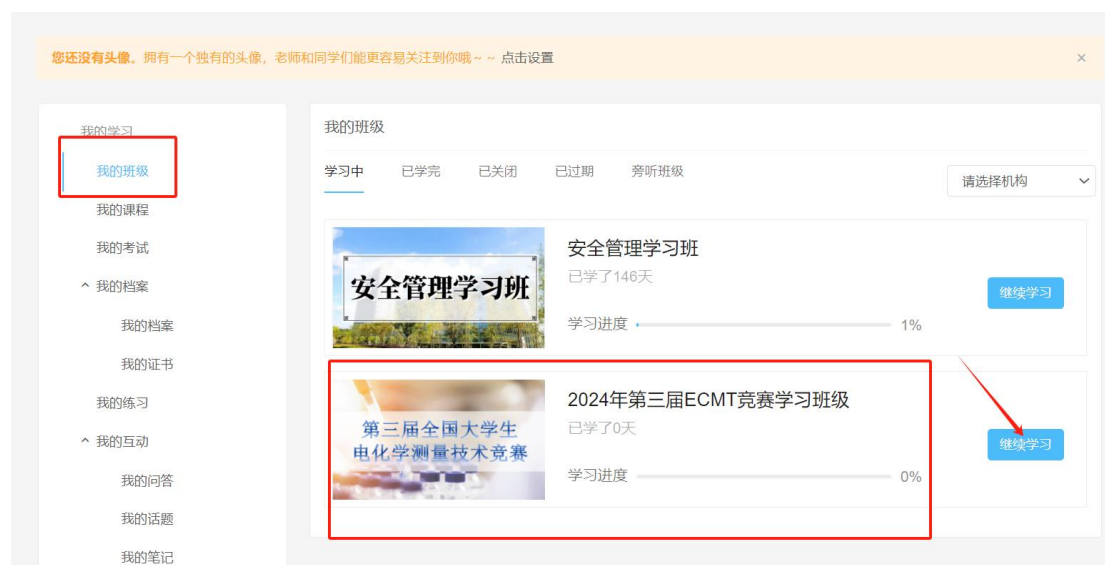 您还没有头像。拥有一个独有的头像，老师和同学们能更容易关注到你哦~~ 点击设置
我的学习
我的班级
我的课程
我的考试
我的档案
我的档案
我的证书
我的练习
我的互动
我的问答
我的话题
我的笔记
我的班级
学习中 已学完 已关闭 已过期 旁听班级
请选择机构
安全管理学习班
安全管理学习班
已学了146天
学习进度 1%
继续学习
第三届全国大学生
电化学测量技术竞赛
2024年第三届ECMT竞赛学习班级
已学了0天
学习进度 0%
继续学习